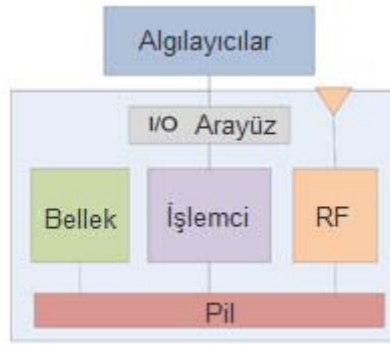 Algılayıcılar
I/O Arayüz
Bellek
İşlemci
RF
Pil